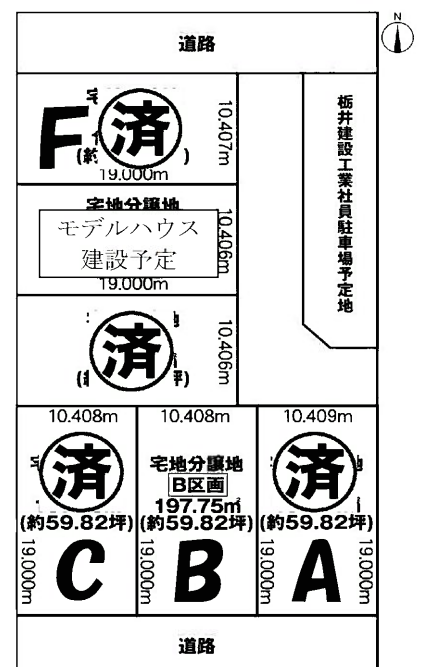 N
道路
F
済
(約
)
19.000m
10.407m
栃井建設工業社員駐車場予定地
宅地分譲地
モデルハウス
建設予定
19.000m
10.406m
済
坪)
10.406m
10.408m
10.408m
10.409m
済
(約59.82坪)
19.000m
C
宅地分譲地
B区画
197.75㎡
(約59.82坪)
19.000m
B
済
(約59.82坪)
19.000m
19.000m
A
道路